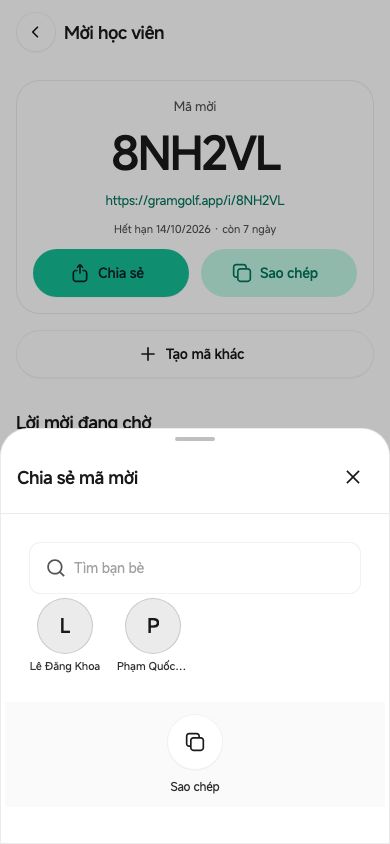 Mời học viên
Mã mời
8NH2VL
https://gramgolf.app/i/8NH2VL
Hết hạn 14/10/2026 · còn 7 ngày
Chia sẻ
Sao chép
Tạo mã khác
Lời mời đang chờ
Chia sẻ mã mời
Tìm bạn bè
L
P
Lê Đăng Khoa
Phạm Quốc...
Sao chép